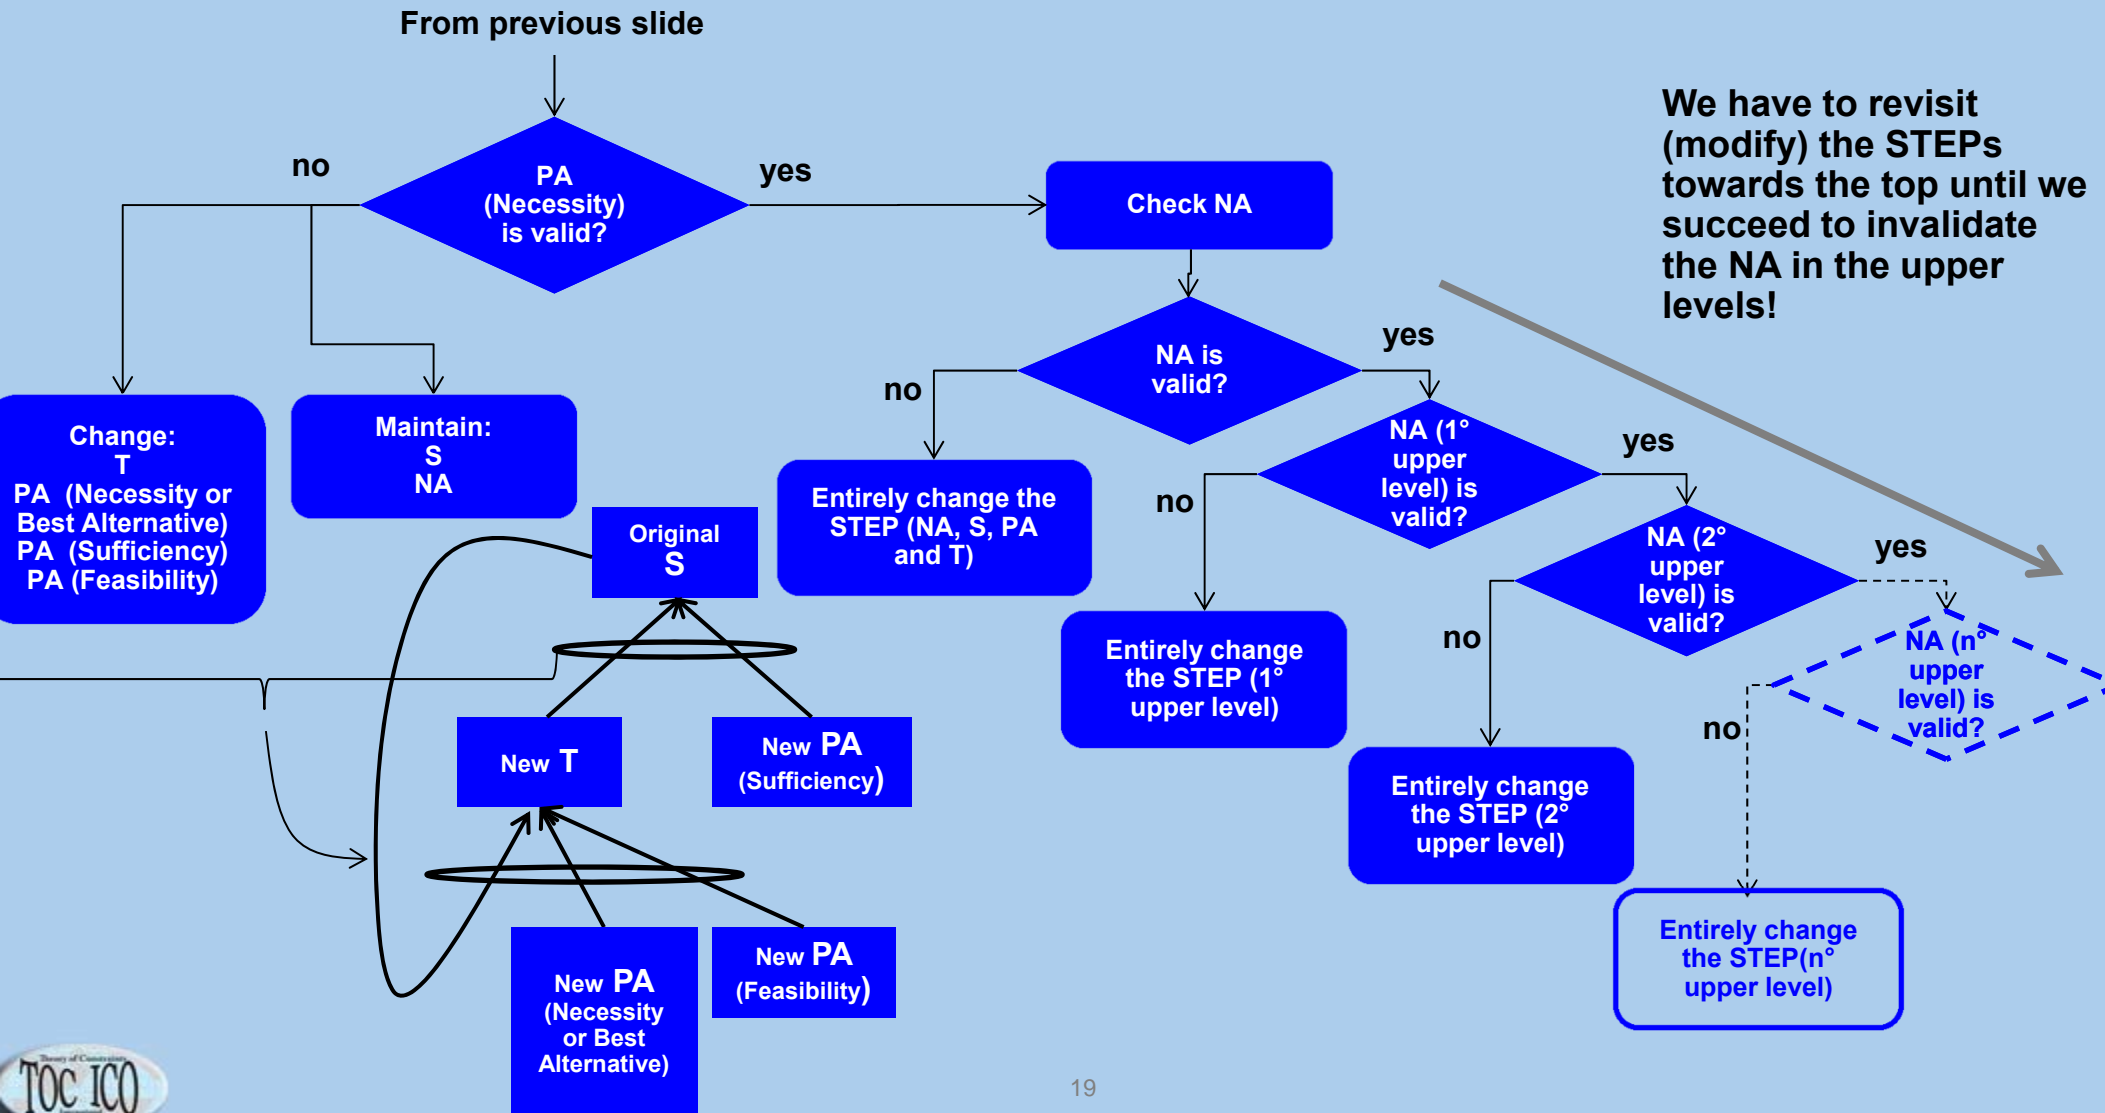 From previous slide
no
PA
(Necessity)
is valid?
yes
Check NA
We have to revisit
(modify) the STEPs
towards the top until we
succeed to invalidate
the NA in the upper
levels!
NA is
valid?
no
yes
Change:
T
PA (Necessity or
Best Alternative)
PA (Sufficiency)
PA (Feasibility)
Maintain:
S
NA
Entirely change the
STEP (NA, S, PA
and T)
NA (1°
upper
level) is
valid?
no
yes
Entirely change
the STEP (1°
upper level)
NA (2°
upper
level) is
valid?
no
yes
Entirely change
the STEP (2°
upper level)
NA (n°
upper
level) is
valid?
no
Entirely change
the STEP(n°
upper level)
Original
S
New T
New PA
(Sufficiency)
New PA
(Necessity
or Best
Alternative)
New PA
(Feasibility)
Theory of Constraints
TOC ICO
19